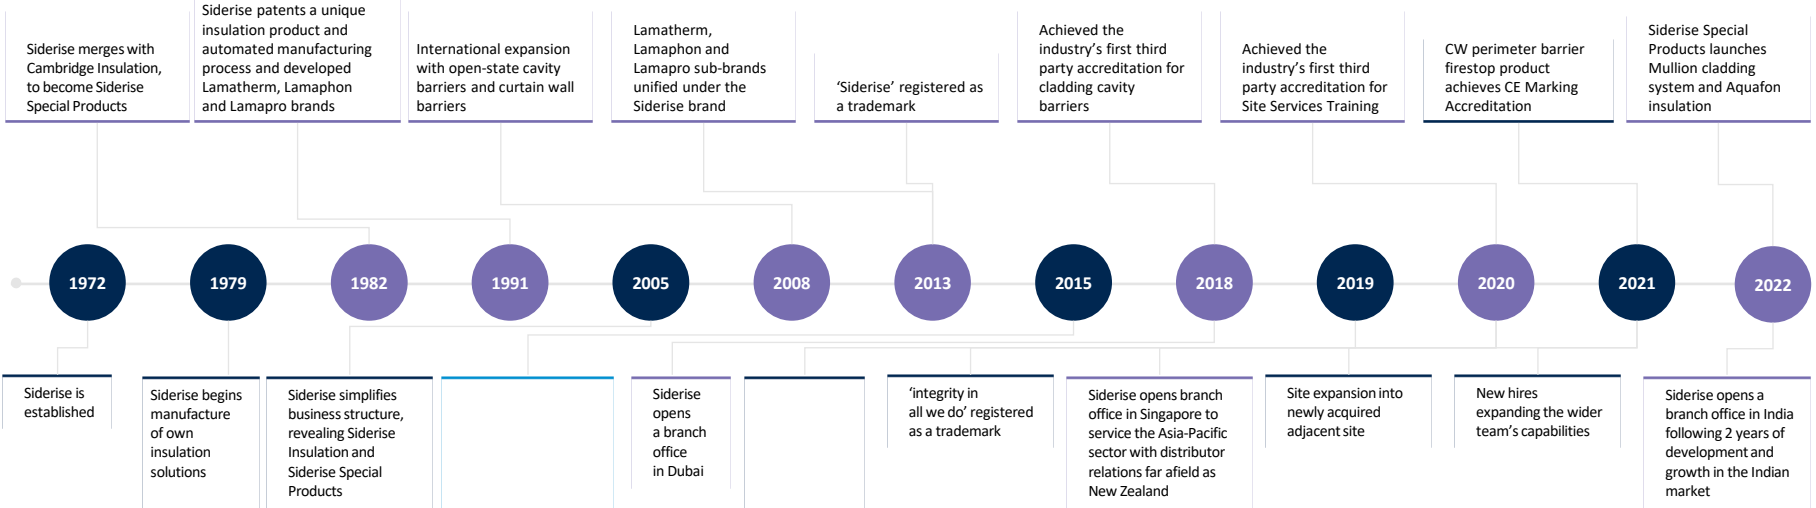 Siderise merges with
Cambridge Insulation,
to become Siderise
Special Products
Siderise patents a unique
insulation product and
automated manufacturing
process and developed
Lamatherm, Lamaphon
and Lamapro brands
International expansion
with open-state cavity
barriers and curtain wall
barriers
Lamatherm,
Lamaphon and
Lamapro sub-brands
unified under the
Siderise brand
‘Siderise’ registered as
a trademark
Achieved the
industry’s first third
party accreditation for
cladding cavity
barriers
Achieved the
industry’s first third
party accreditation for
Site Services Training
CW perimeter barrier
firestop product
achieves CE Marking
Accreditation
Siderise Special
Products launches
Mullion cladding
system and Aquafon
insulation
1972
1979
1982
1991
2005
2008
2013
2015
2018
2019
2020
2021
2022
Siderise is
established
Siderise begins
manufacture
of own
insulation
solutions
Siderise simplifies
business structure,
revealing Siderise
Insulation and
Siderise Special
Products
Siderise
opens
a branch
office
in Dubai
‘integrity in
all we do’ registered
as a trademark
Siderise opens branch
office in Singapore to
service the Asia-Pacific
sector with distributor
relations far afield as
New Zealand
Site expansion into
newly acquired
adjacent site
New hires
expanding the wider
team’s capabilities
Siderise opens a
branch office in India
following 2 years of
development and
growth in the Indian
market